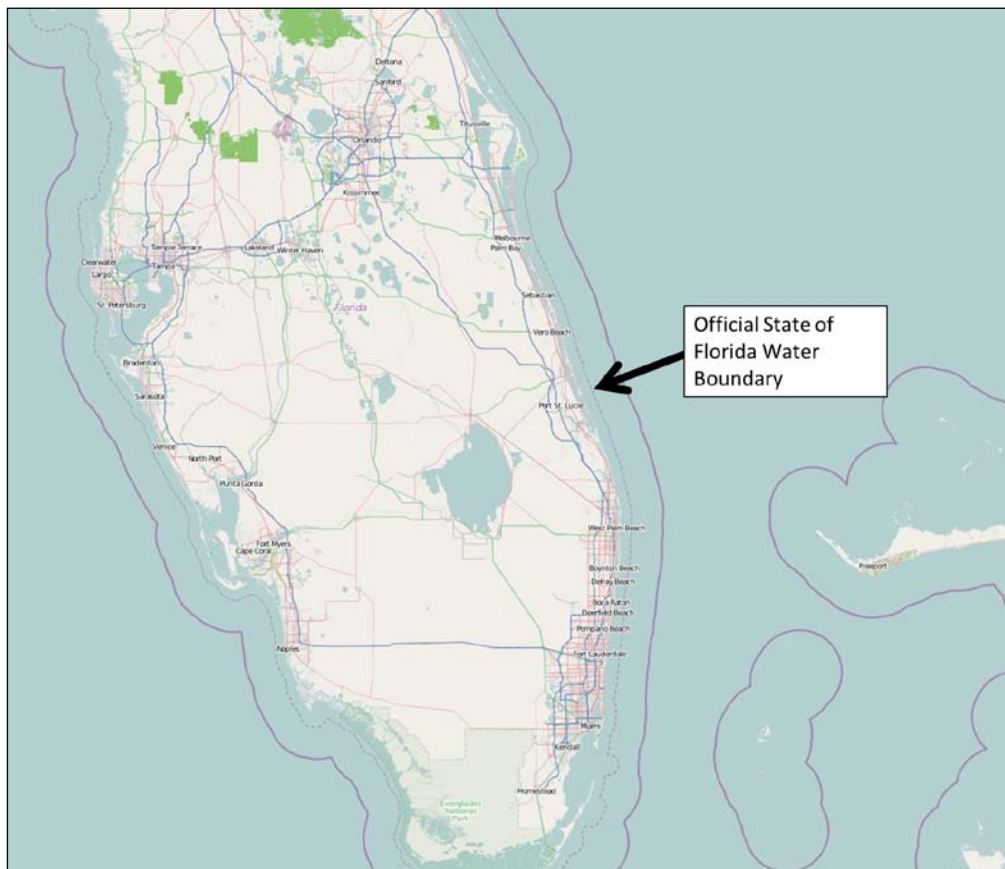 Deltona
Sanford
Titusville
Orlando
Kissimmee
Melbourne
Palm Bay
Temple Terrace
Lakeland
Winter Haven
Clearwater
Largo
Tampa
St. Petersburg
Florida
Sebastian
Vero Beach
Official State of
Florida Water
Boundary
Bradenton
Sarasota
Port St. Lucie
Venice
North Port
Punta Gorda
West Palm Beach
Fort Myers
Cape Coral
Freeport
Boynton Beach
Delray Beach
Boca Raton
Deerfield Beach
Pompano Beach
Naples
Fort Lauderdale
Miami
Kendall
Homestead
Everglades
National
Park